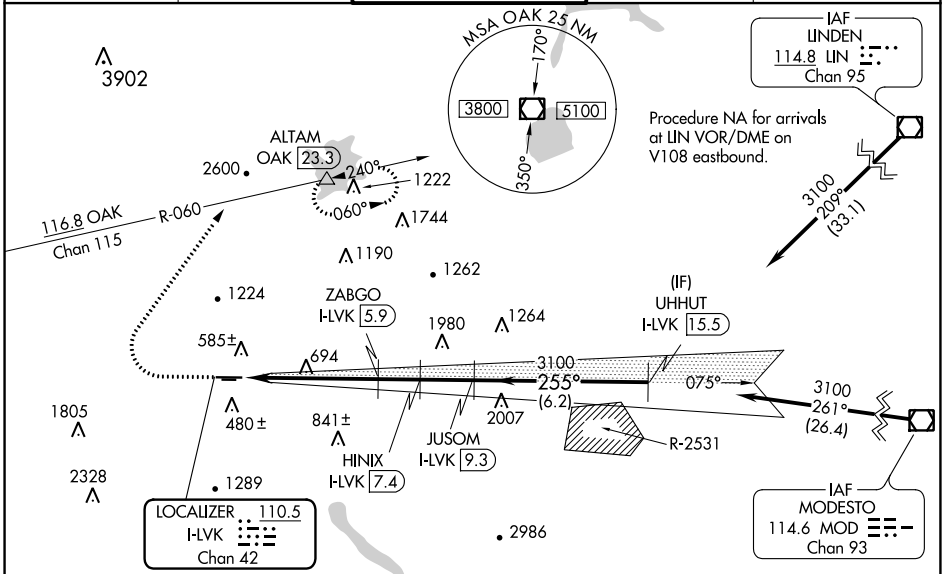 MSA OAK 25 NM
170°
3800
5100
350°
3902
IAF
LINDEN
114.8 LIN
Chan 95
Procedure NA for arrivals
at LIN VOR/DME on
V108 eastbound.
ALTAM
OAK 23.3
2600
240°
1222
060°
1744
116.8 OAK
R-060
Chan 115
3100
209°
(33.1)
1190
1262
1224
ZABGO
I-LVK 5.9
1980
1264
(IF)
UHHUT
I-LVK 15.5
585±
694
3100
255°
(6.2)
075°
3100
261°
(26.4)
1805
480±
841±
HINIX
I-LVK 7.4
JUSOM
I-LVK 9.3
2007
R-2531
2328
1289
LOCALIZER 110.5
I-LVK
Chan 42
2986
IAF
MODESTO
114.6 MOD
Chan 93